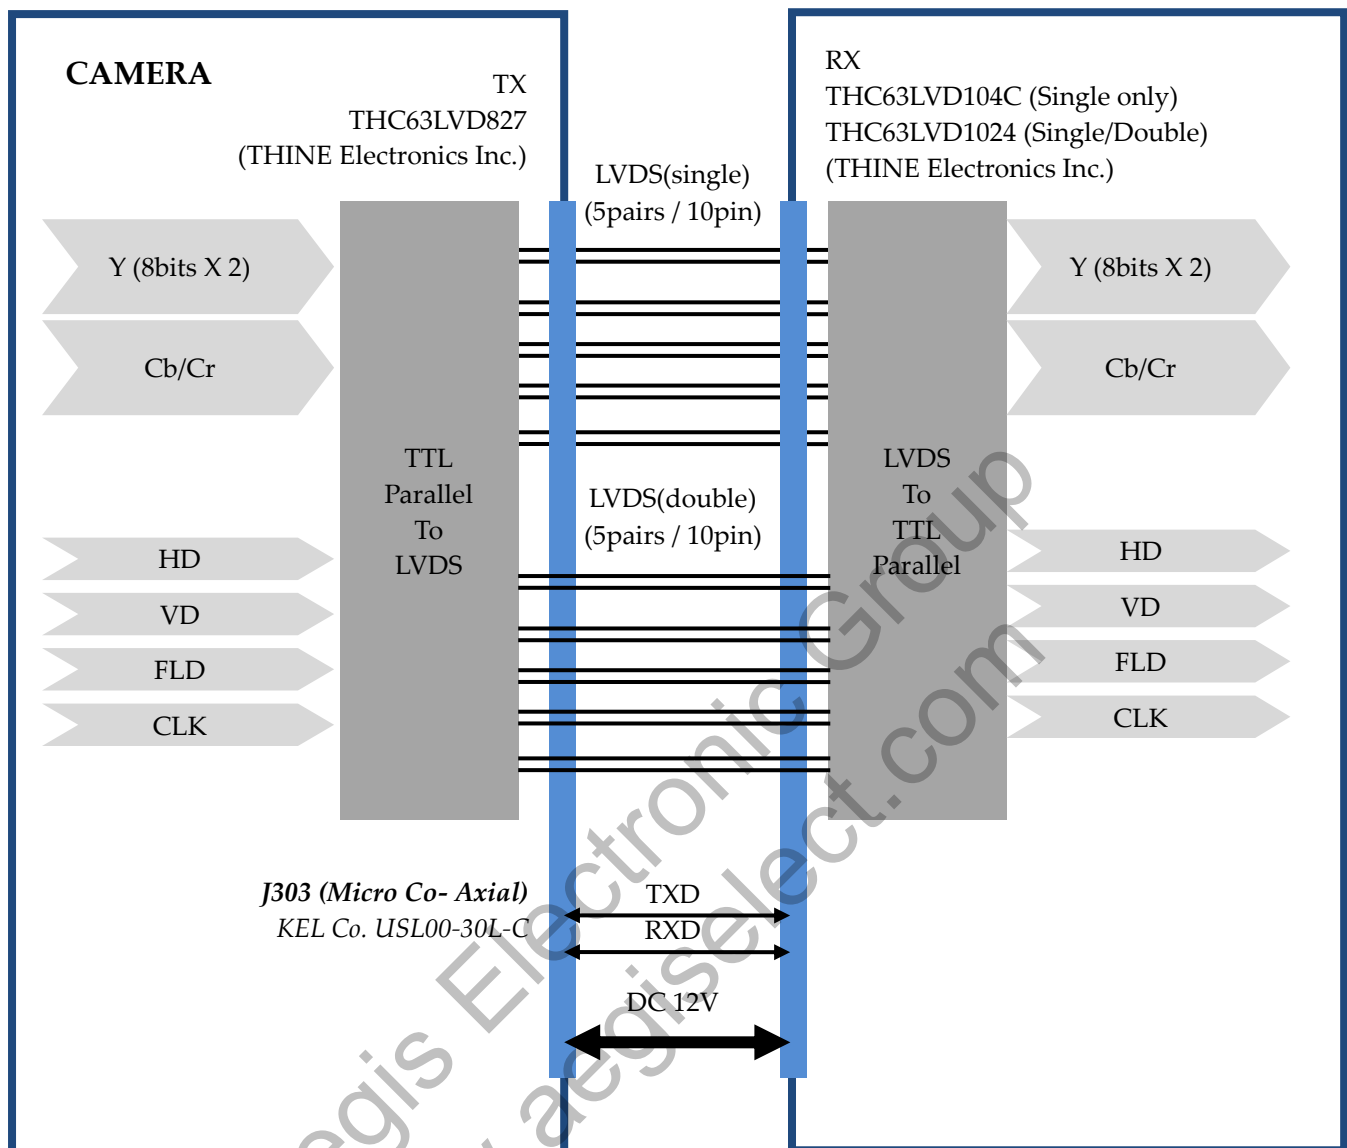 CAMERA
TX
THC63LVD827
(THINE Electronics Inc.)
RX
THC63LVD104C (Single only)
THC63LVD1024 (Single/Double)
(THINE Electronics Inc.)
LVDS(single)
(5pairs / 10pin)
Y (8bits X 2)
Cb/Cr
HD
VD
FLD
CLK
TTL
Parallel
To
LVDS
LVDS(double)
(5pairs / 10pin)
LVDS
To
TTL
Parallel
Y (8bits X 2)
Cb/Cr
HD
VD
FLD
CLK
J303 (Micro Co- Axial)
KEL Co. USL00-30L-C
TXD
RXD
DC 12V
egis Electronic Group
aegiselect.com